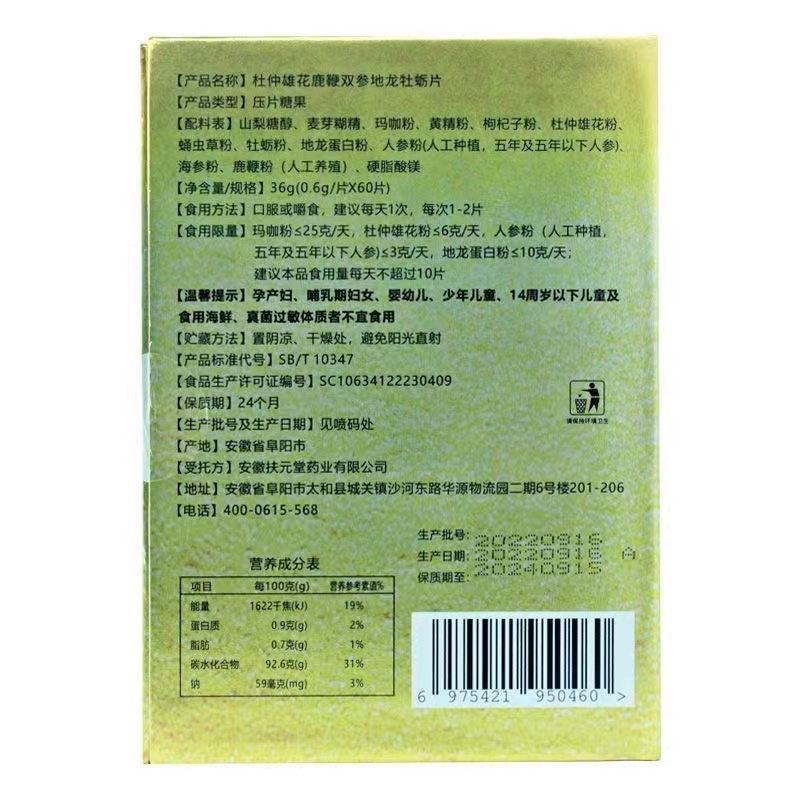 【产品名称】杜仲雄花鹿鞭双参地龙牡蛎片
【产品类型】压片糖果
【配料表】山梨糖醇、麦芽糊精、玛咖粉、黄精粉、枸杞子粉、杜仲雄花粉、
蛹虫草粉、牡蛎粉、地龙蛋白粉、人参粉(人工种植，五年及五年以下人参)、
海参粉、鹿鞭粉（人工养殖）、硬脂酸镁
【净含量/规格】36g(0.6g/片X60片)
【食用方法】口服或嚼食，建议每天1次，每次1-2片
【食用限量】玛咖粉≤25克/天，杜仲雄花粉≤6克/天，人参粉（人工种植，
五年及五年以下人参)≤3克/天，地龙蛋白粉≤10克/天；
建议本品食用量每天不超过10片
【温馨提示】孕产妇、哺乳期妇女、婴幼儿、少年儿童、14周岁以下儿童及
食用海鲜、真菌过敏体质者不宜食用
【贮藏方法】置阴凉、干燥处，避免阳光直射
【产品标准代号】SB/T 10347
【食品生产许可证编号】SC10634122230409
【保质期】24个月
【生产批号及生产日期】见喷码处
【产地】安徽省阜阳市
【受托方】安徽扶元堂药业有限公司
【地址】安徽省阜阳市太和县城关镇沙河东路华源物流园二期6号楼201-206
【电话】400-0615-568
请保持环境卫生
生产批号: 20220916
生产日期: 20220916 A
保质期至: 20240915
营养成分表
项目 每100克(g) 营养参考素值%
能量 1622千焦(kJ) 19%
蛋白质 0.9克(g) 2%
脂肪 0.7克(g) 1%
碳水化合物 92.6克(g) 31%
钠 59毫克(mg) 3%
6 975421 950460 >